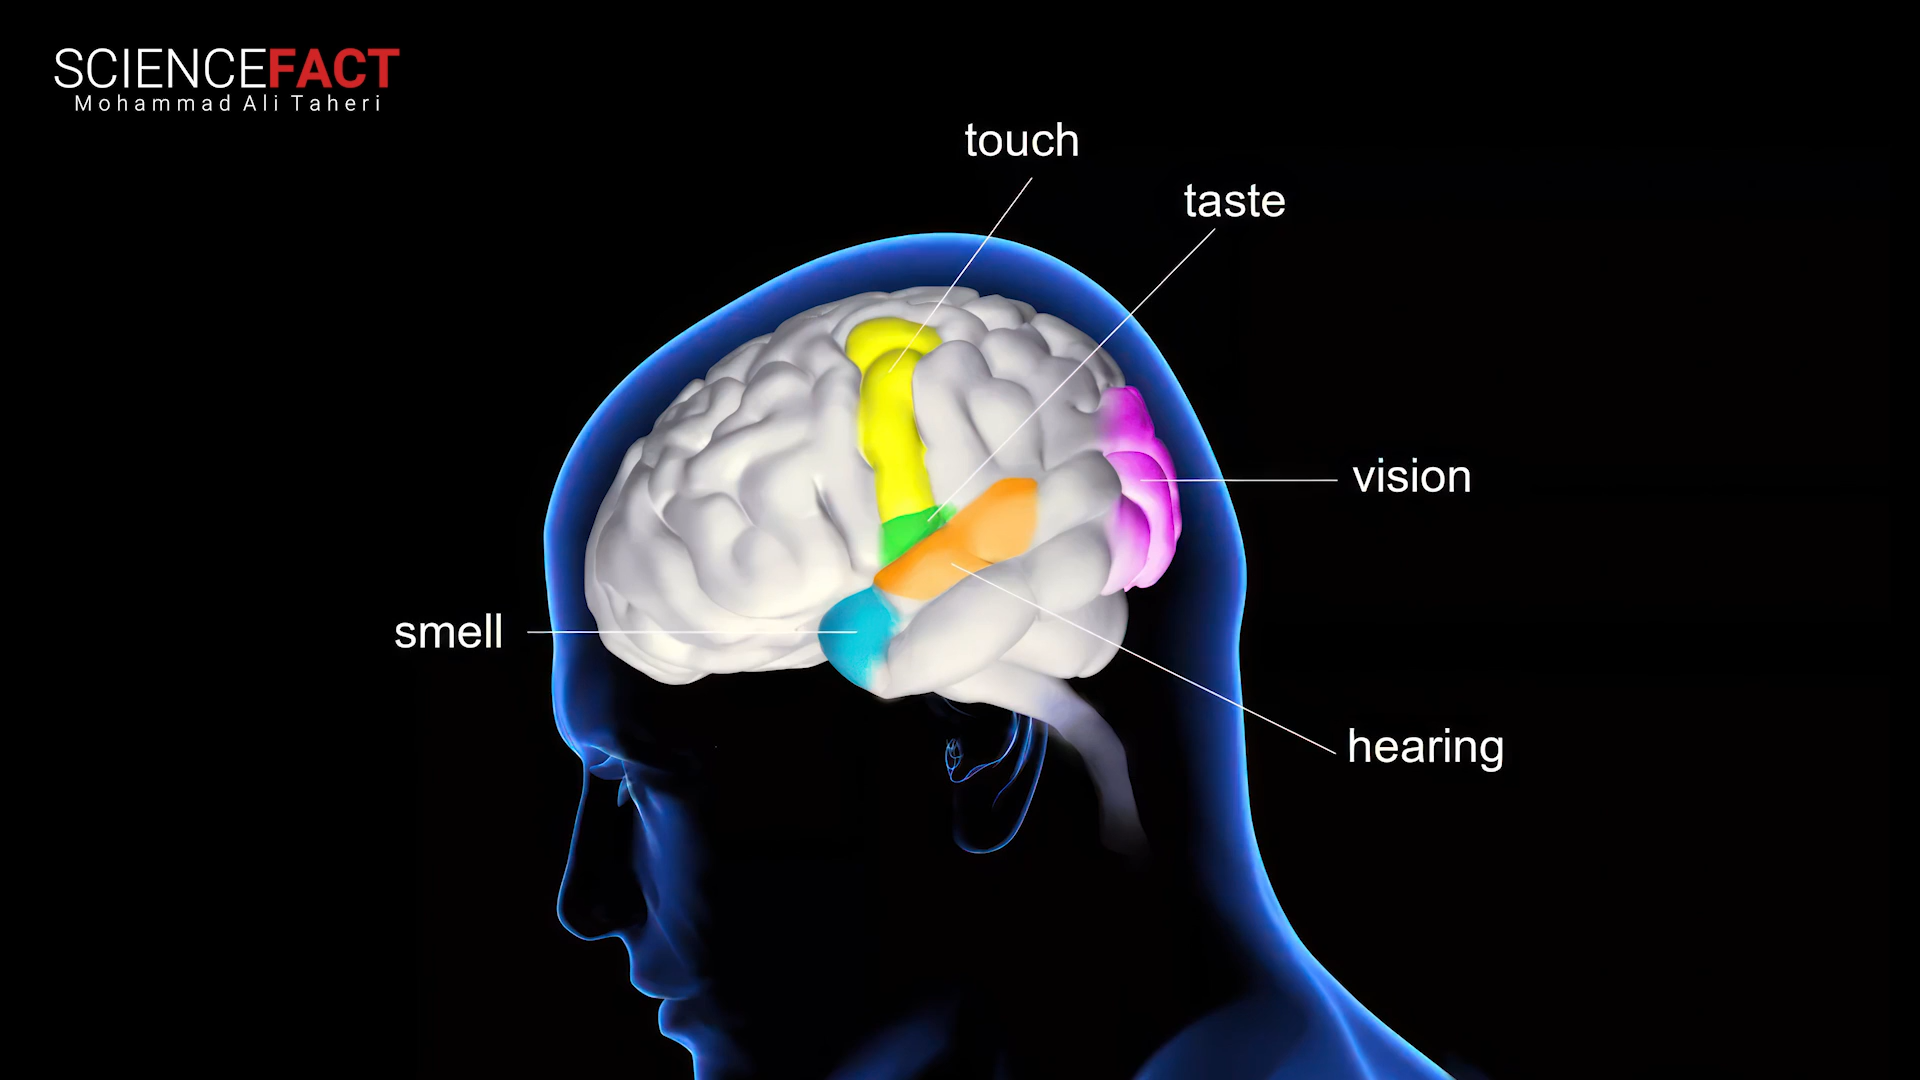 SCIENCEFACT
Mohammad Ali Taheri
touch
taste
vision
smell
hearing